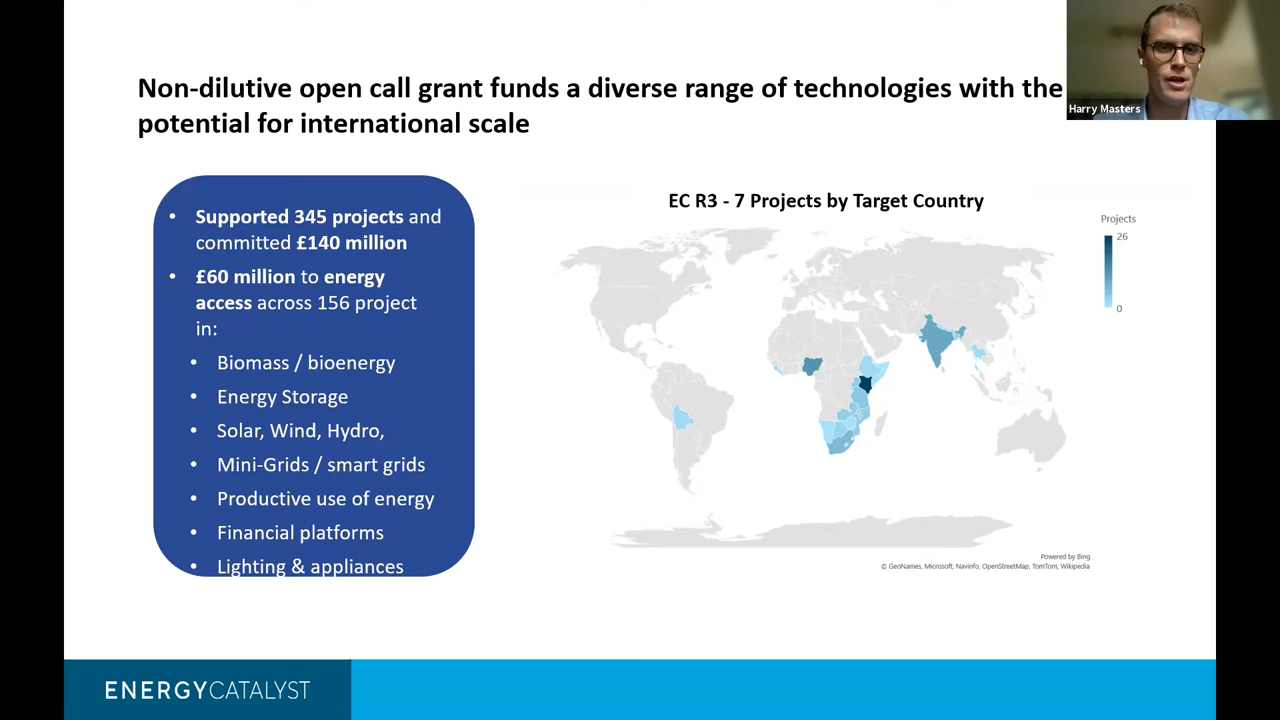 Non-dilutive open call grant funds a diverse range of technologies with the
potential for international scale
Harry Masters
• Supported 345 projects and
committed £140 million
• £60 million to energy
access across 156 project
in:
• Biomass / bioenergy
• Energy Storage
• Solar, Wind, Hydro,
• Mini-Grids / smart grids
• Productive use of energy
• Financial platforms
• Lighting & appliances
EC R3 - 7 Projects by Target Country
Projects
26
0
Powered by Bing
© GeoNames, Microsoft, Navinfo, OpenStreetMap, TomTom, Wikipedia
ENERGYCATALYST